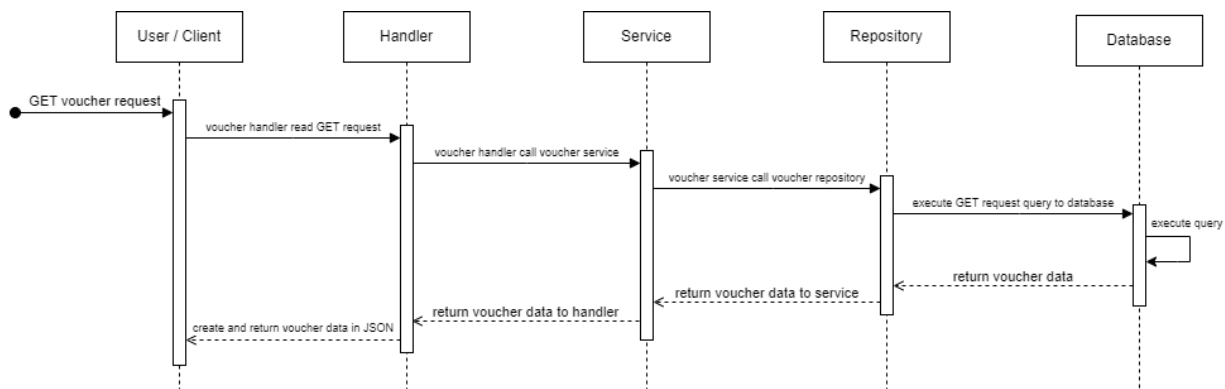 User / Client
Handler
Service
Repository
Database
GET voucher request
voucher handler read GET request
voucher handler call voucher service
voucher service call voucher repository
execute GET request query to database
execute query
return voucher data
return voucher data to service
return voucher data to handler
create and return voucher data in JSON